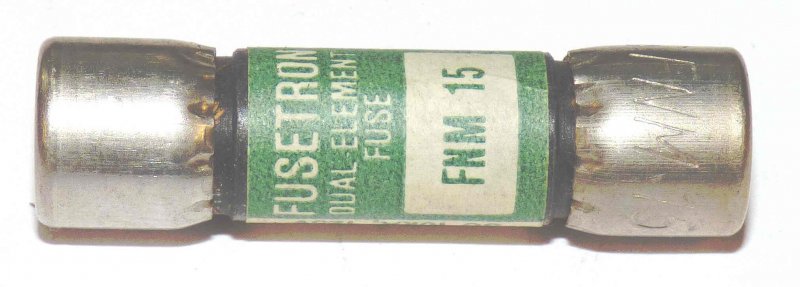 FUSETRON
DUAL ELEMENT
FUSE
FNM 15